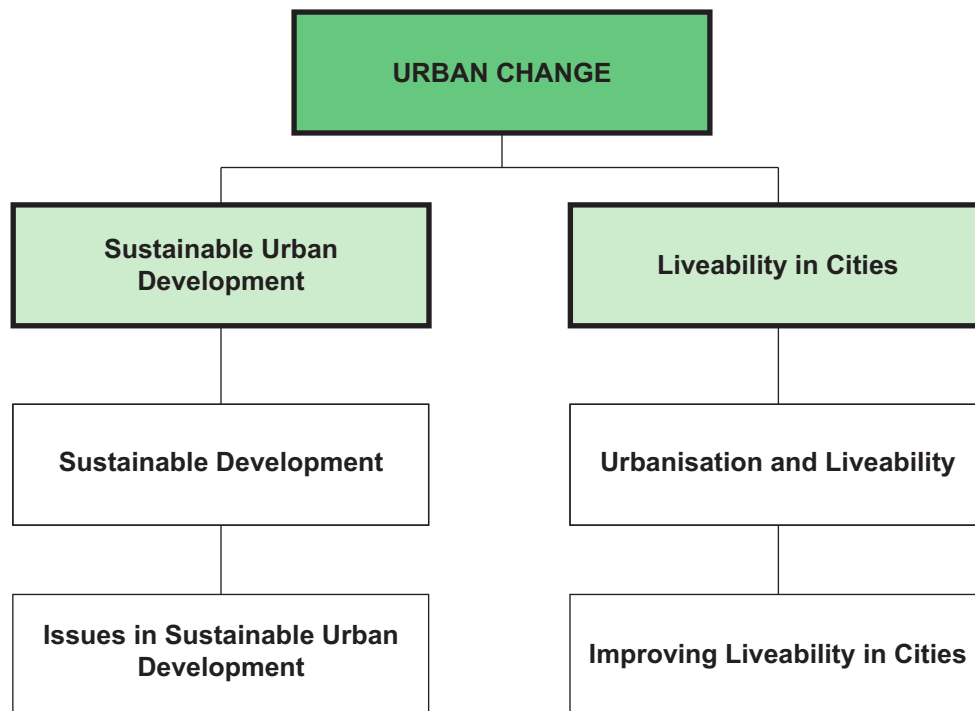 URBAN CHANGE
Sustainable Urban
Development
Liveability in Cities
Sustainable Development
Urbanisation and Liveability
Issues in Sustainable Urban
Development
Improving Liveability in Cities